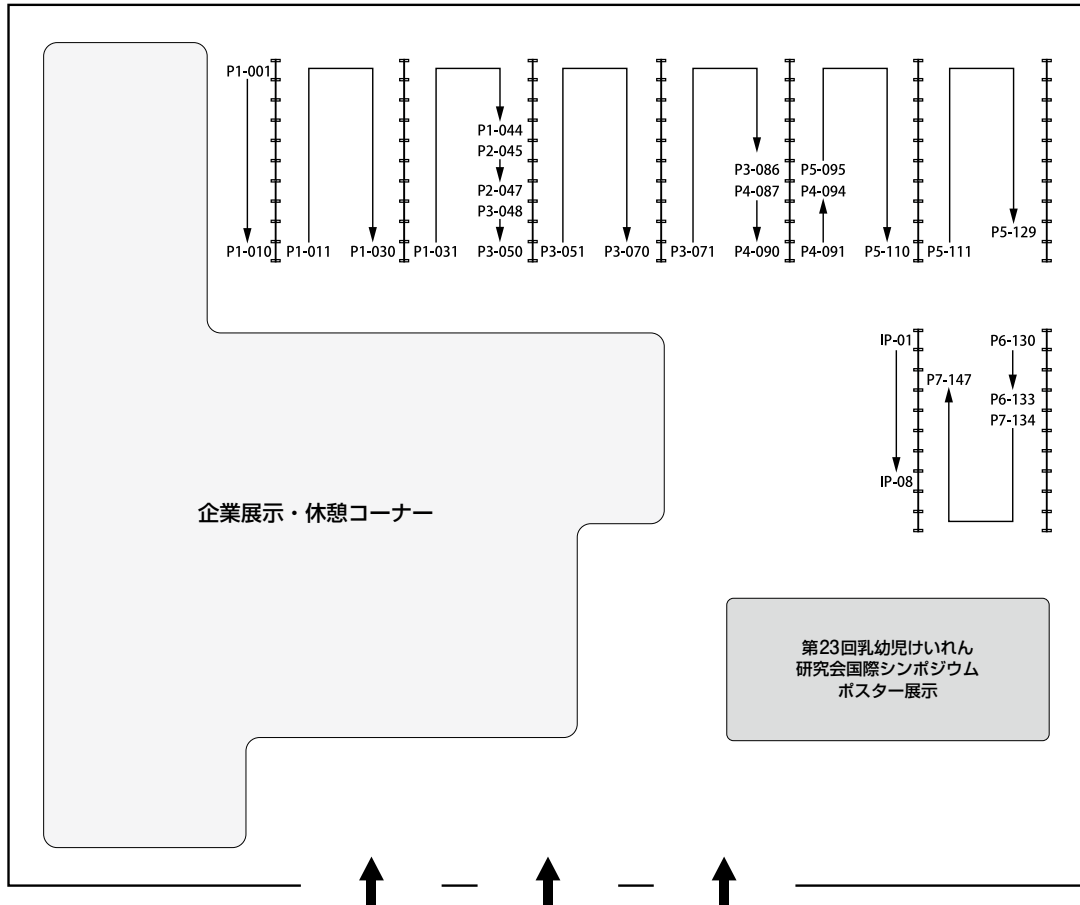 P1-001
P1-044
P2-045
P3-086
P5-095
P2-047
P4-087
P4-094
P3-048
P5-129
P1-010
P1-011
P1-030
P1-031
P3-050
P3-051
P3-070
P3-071
P4-090
P4-091
P5-110
P5-111
IP-01
P6-130
P7-147
P6-133
P7-134
IP-08
企業展示・休憩コーナー
第23回乳幼児けいれん
研究会国際シンポジウム
ポスター展示